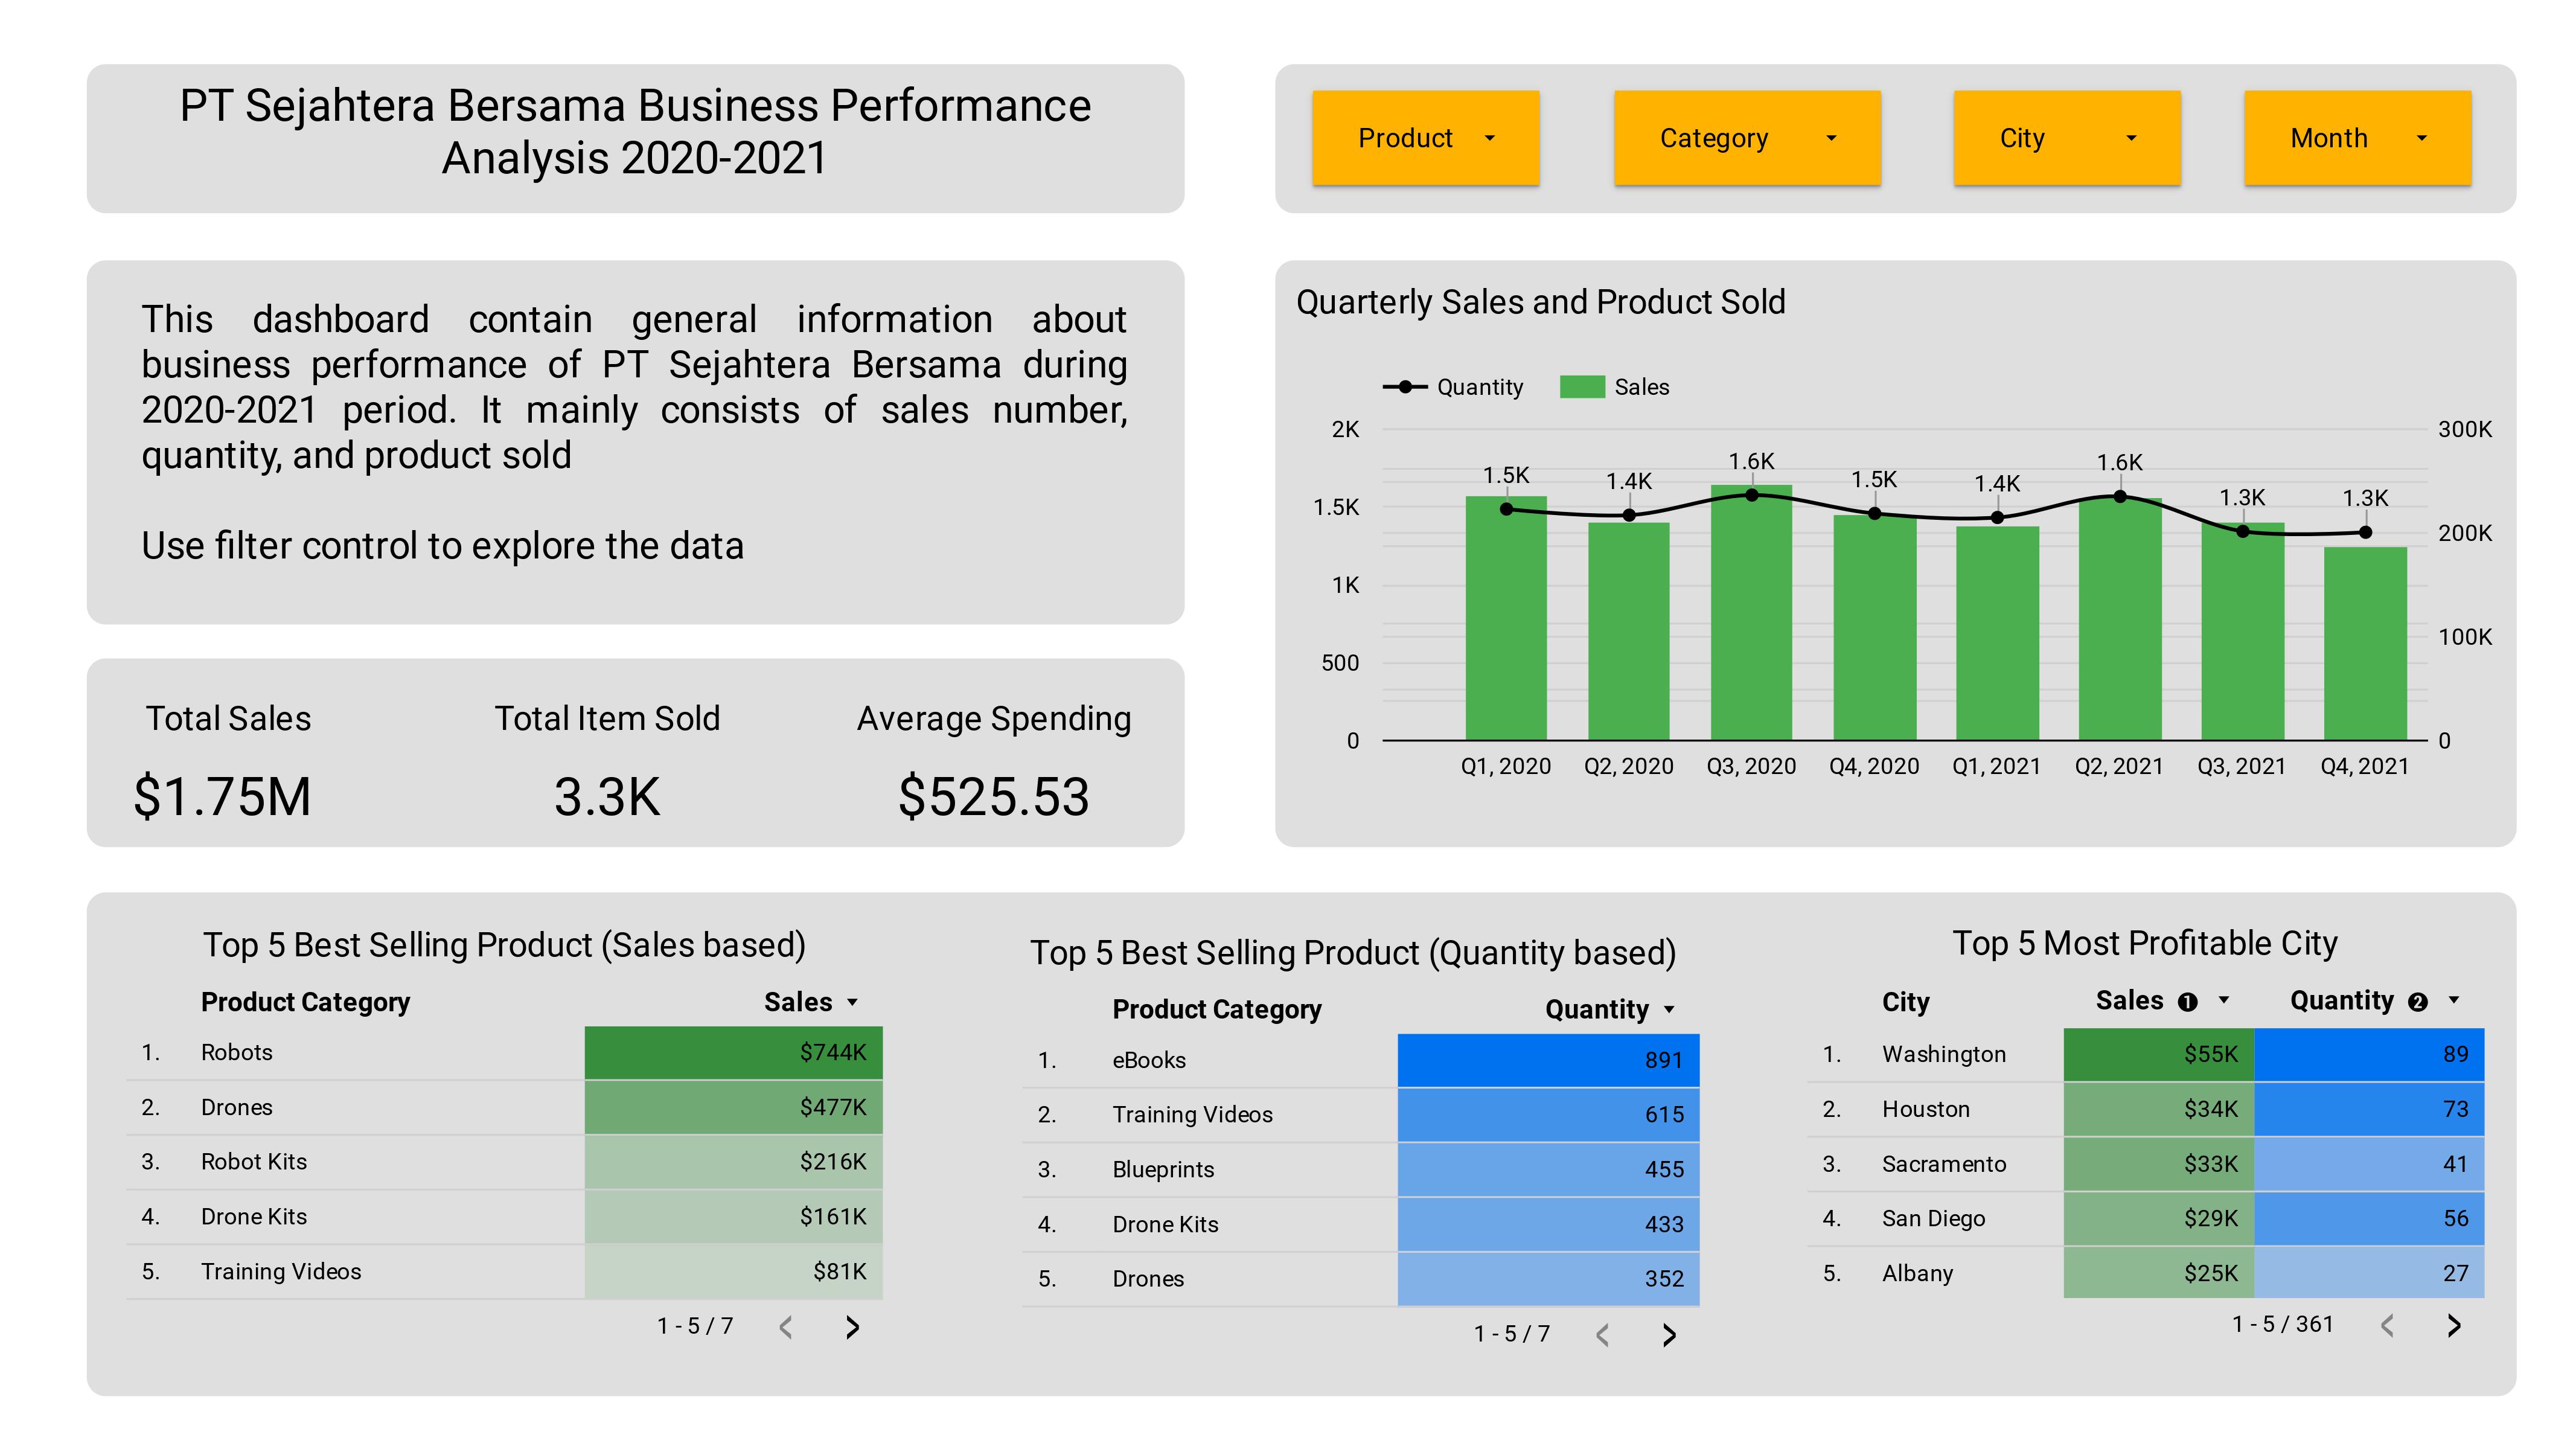 PT Sejahtera Bersama Business Performance
Analysis 2020-2021
Product
Category
City
Month
This dashboard contain general information about
business performance of PT Sejahtera Bersama during
2020-2021 period. It mainly consists of sales number,
quantity, and product sold
Use filter control to explore the data
Total Sales
$1.75M
Total Item Sold
3.3K
Average Spending
$525.53
Quarterly Sales and Product Sold
Quantity Sales
2K
1.5K
1K
500
0
300K
200K
100K
0
1.5K 1.4K 1.6K 1.5K 1.4K 1.6K 1.3K 1.3K
Q1, 2020 Q2, 2020 Q3, 2020 Q4, 2020 Q1, 2021 Q2, 2021 Q3, 2021 Q4, 2021
Top 5 Best Selling Product (Sales based)
Product Category Sales
1. Robots $744K
2. Drones $477K
3. Robot Kits $216K
4. Drone Kits $161K
5. Training Videos $81K
1 - 5 / 7
Top 5 Best Selling Product (Quantity based)
Product Category Quantity
1. eBooks 891
2. Training Videos 615
3. Blueprints 455
4. Drone Kits 433
5. Drones 352
1 - 5 / 7
Top 5 Most Profitable City
City Sales 1 Quantity 2
1. Washington $55K 89
2. Houston $34K 73
3. Sacramento $33K 41
4. San Diego $29K 56
5. Albany $25K 27
1 - 5 / 361